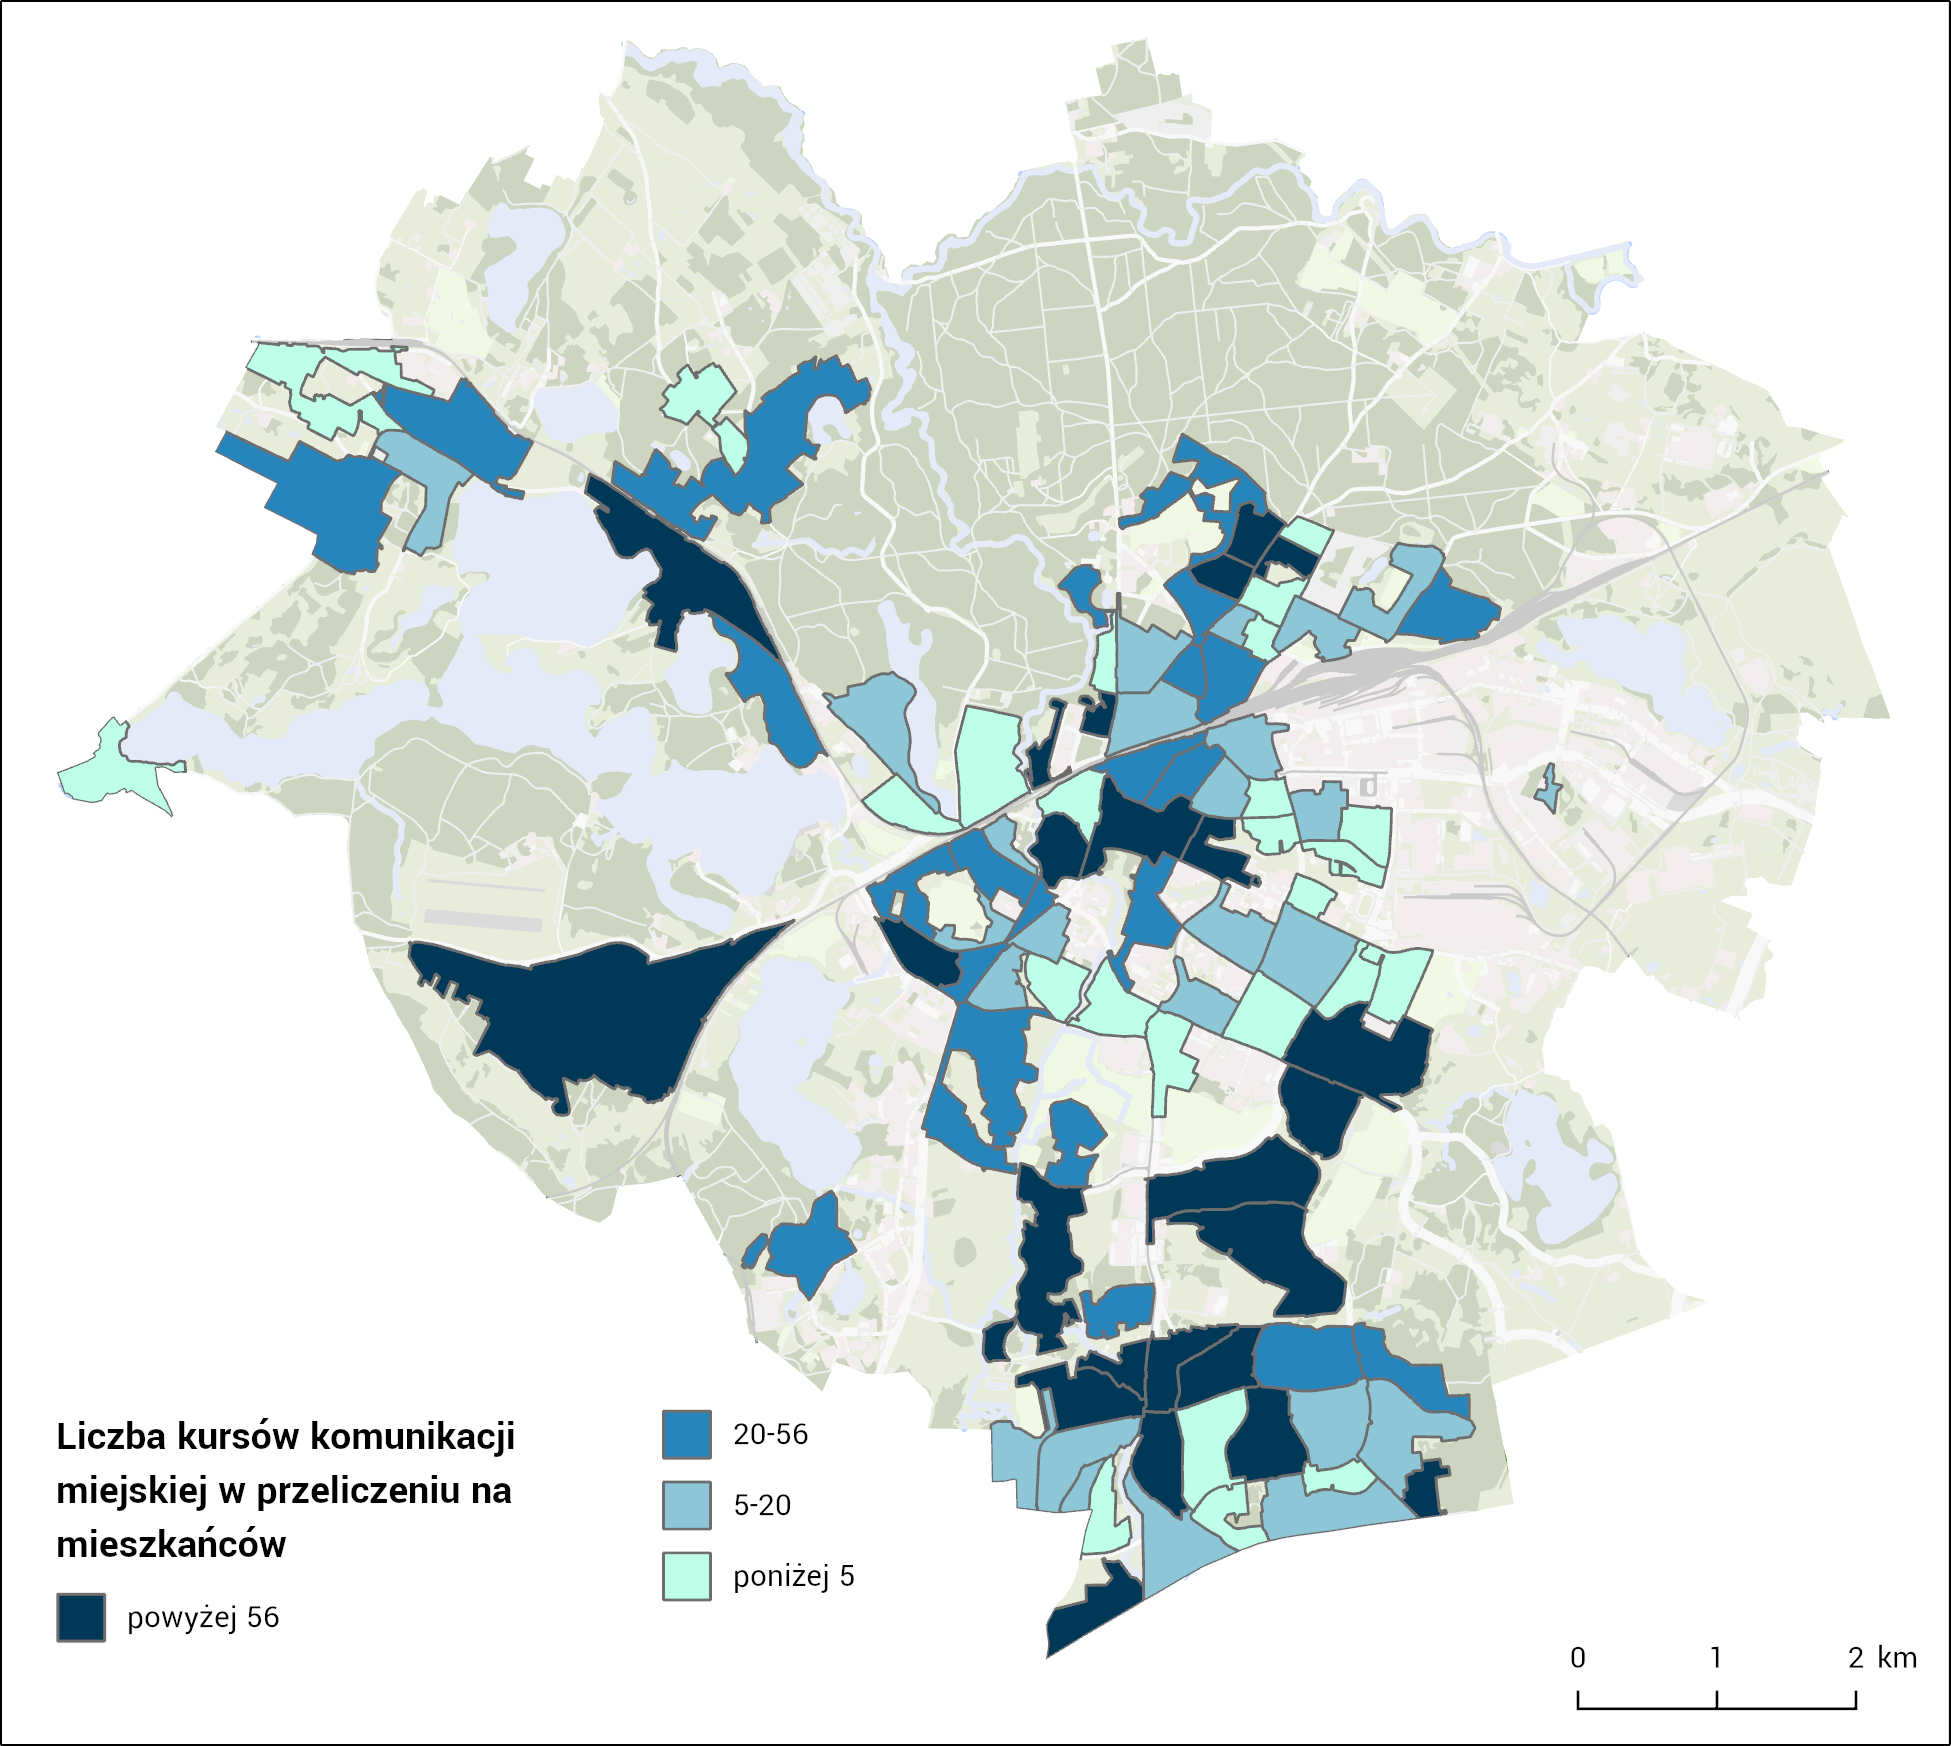 Liczba kursów komunikacji
miejskiej w przeliczeniu na
mieszkańców
powyżej 56
20-56
5-20
poniżej 5
0 1 2 km